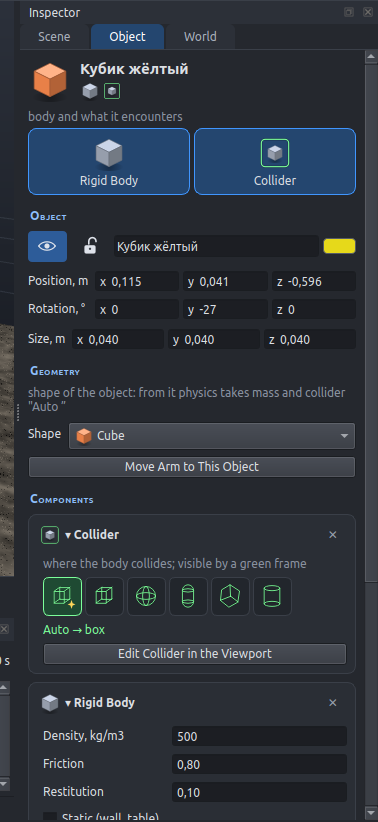 Inspector
Scene
Object
World
Кубик жёлтый
body and what it encounters
Rigid Body
Collider
Object
Кубик жёлтый
Position, m x 0,115 y 0,041 z -0,596
Rotation, ° x 0 y -27 z 0
Size, m x 0,040 y 0,040 z 0,040
Geometry
shape of the object: from it physics takes mass and collider
"Auto "
Shape Cube
Move Arm to This Object
Components
▾ Collider ×
where the body collides; visible by a green frame
Auto → box
Edit Collider in the Viewport
▾ Rigid Body ×
Density, kg/m3 500
Friction 0,80
Restitution 0,10
Static (wall, table)
s